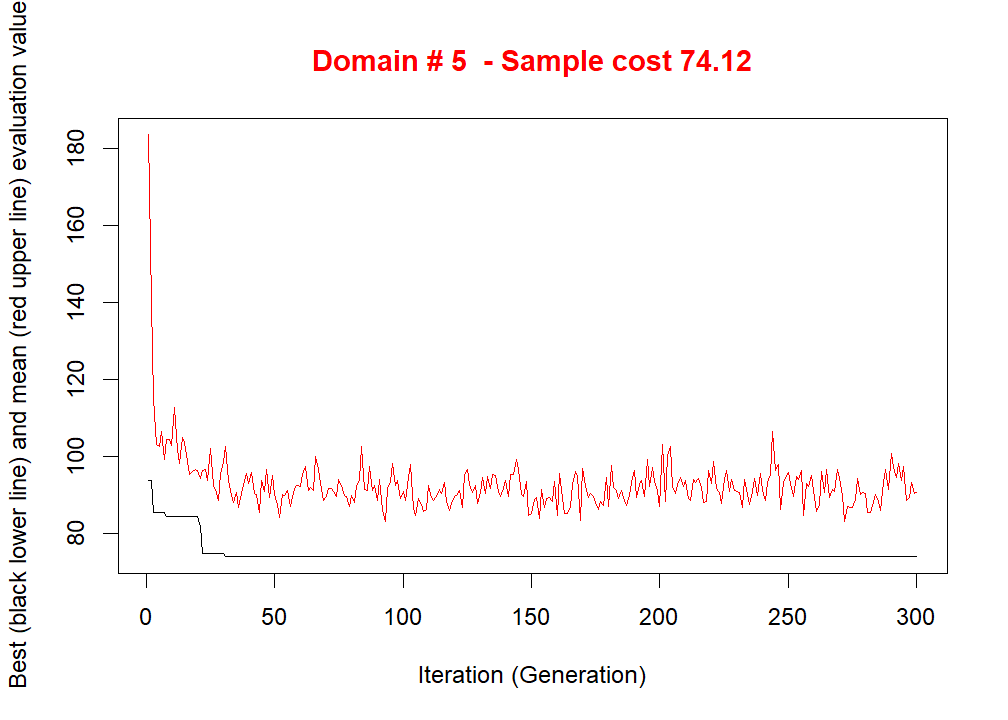 Domain # 5  - Sample cost 74.12
Best (black lower line) and mean (red upper line) evaluation value
180
160
140
120
100
80
0 50 100 150 200 250 300
Iteration (Generation)